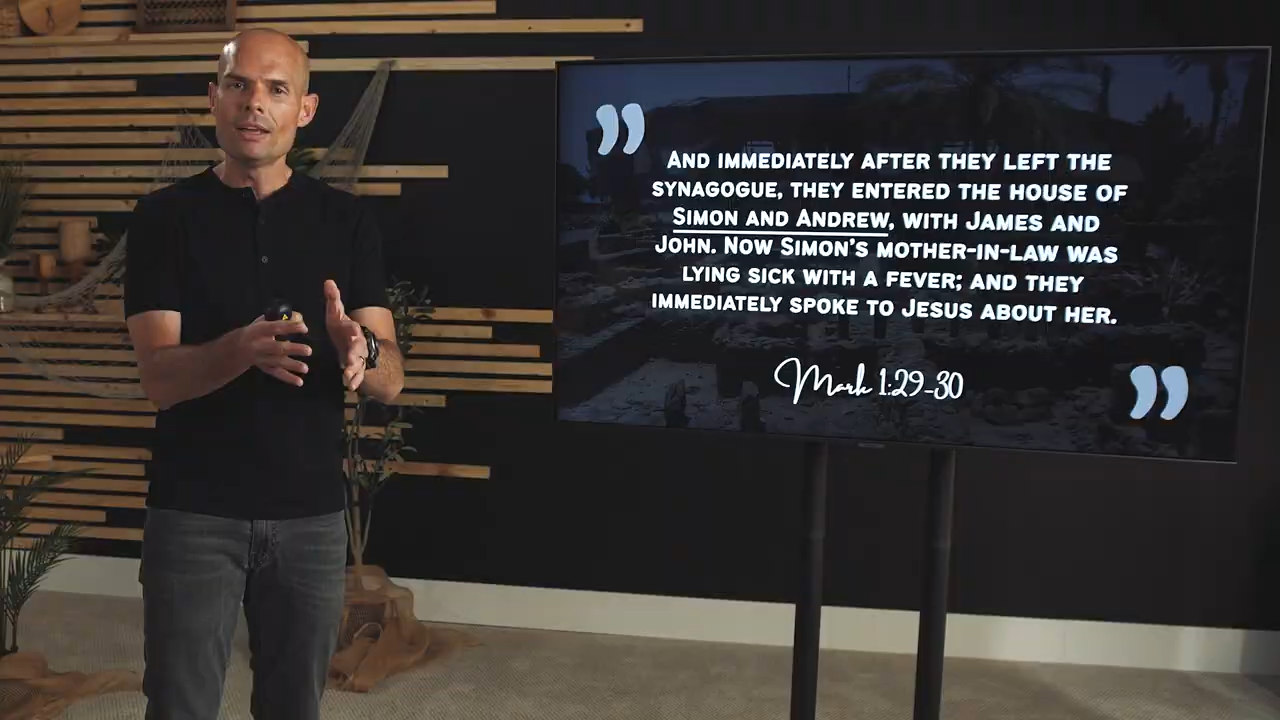 AND IMMEDIATELY AFTER THEY LEFT THE
SYNAGOGUE, THEY ENTERED THE HOUSE OF
SIMON AND ANDREW, WITH JAMES AND
JOHN. NOW SIMON'S MOTHER-IN-LAW WAS
LYING SICK WITH A FEVER; AND THEY
IMMEDIATELY SPOKE TO JESUS ABOUT HER.
Mark 1:29-30